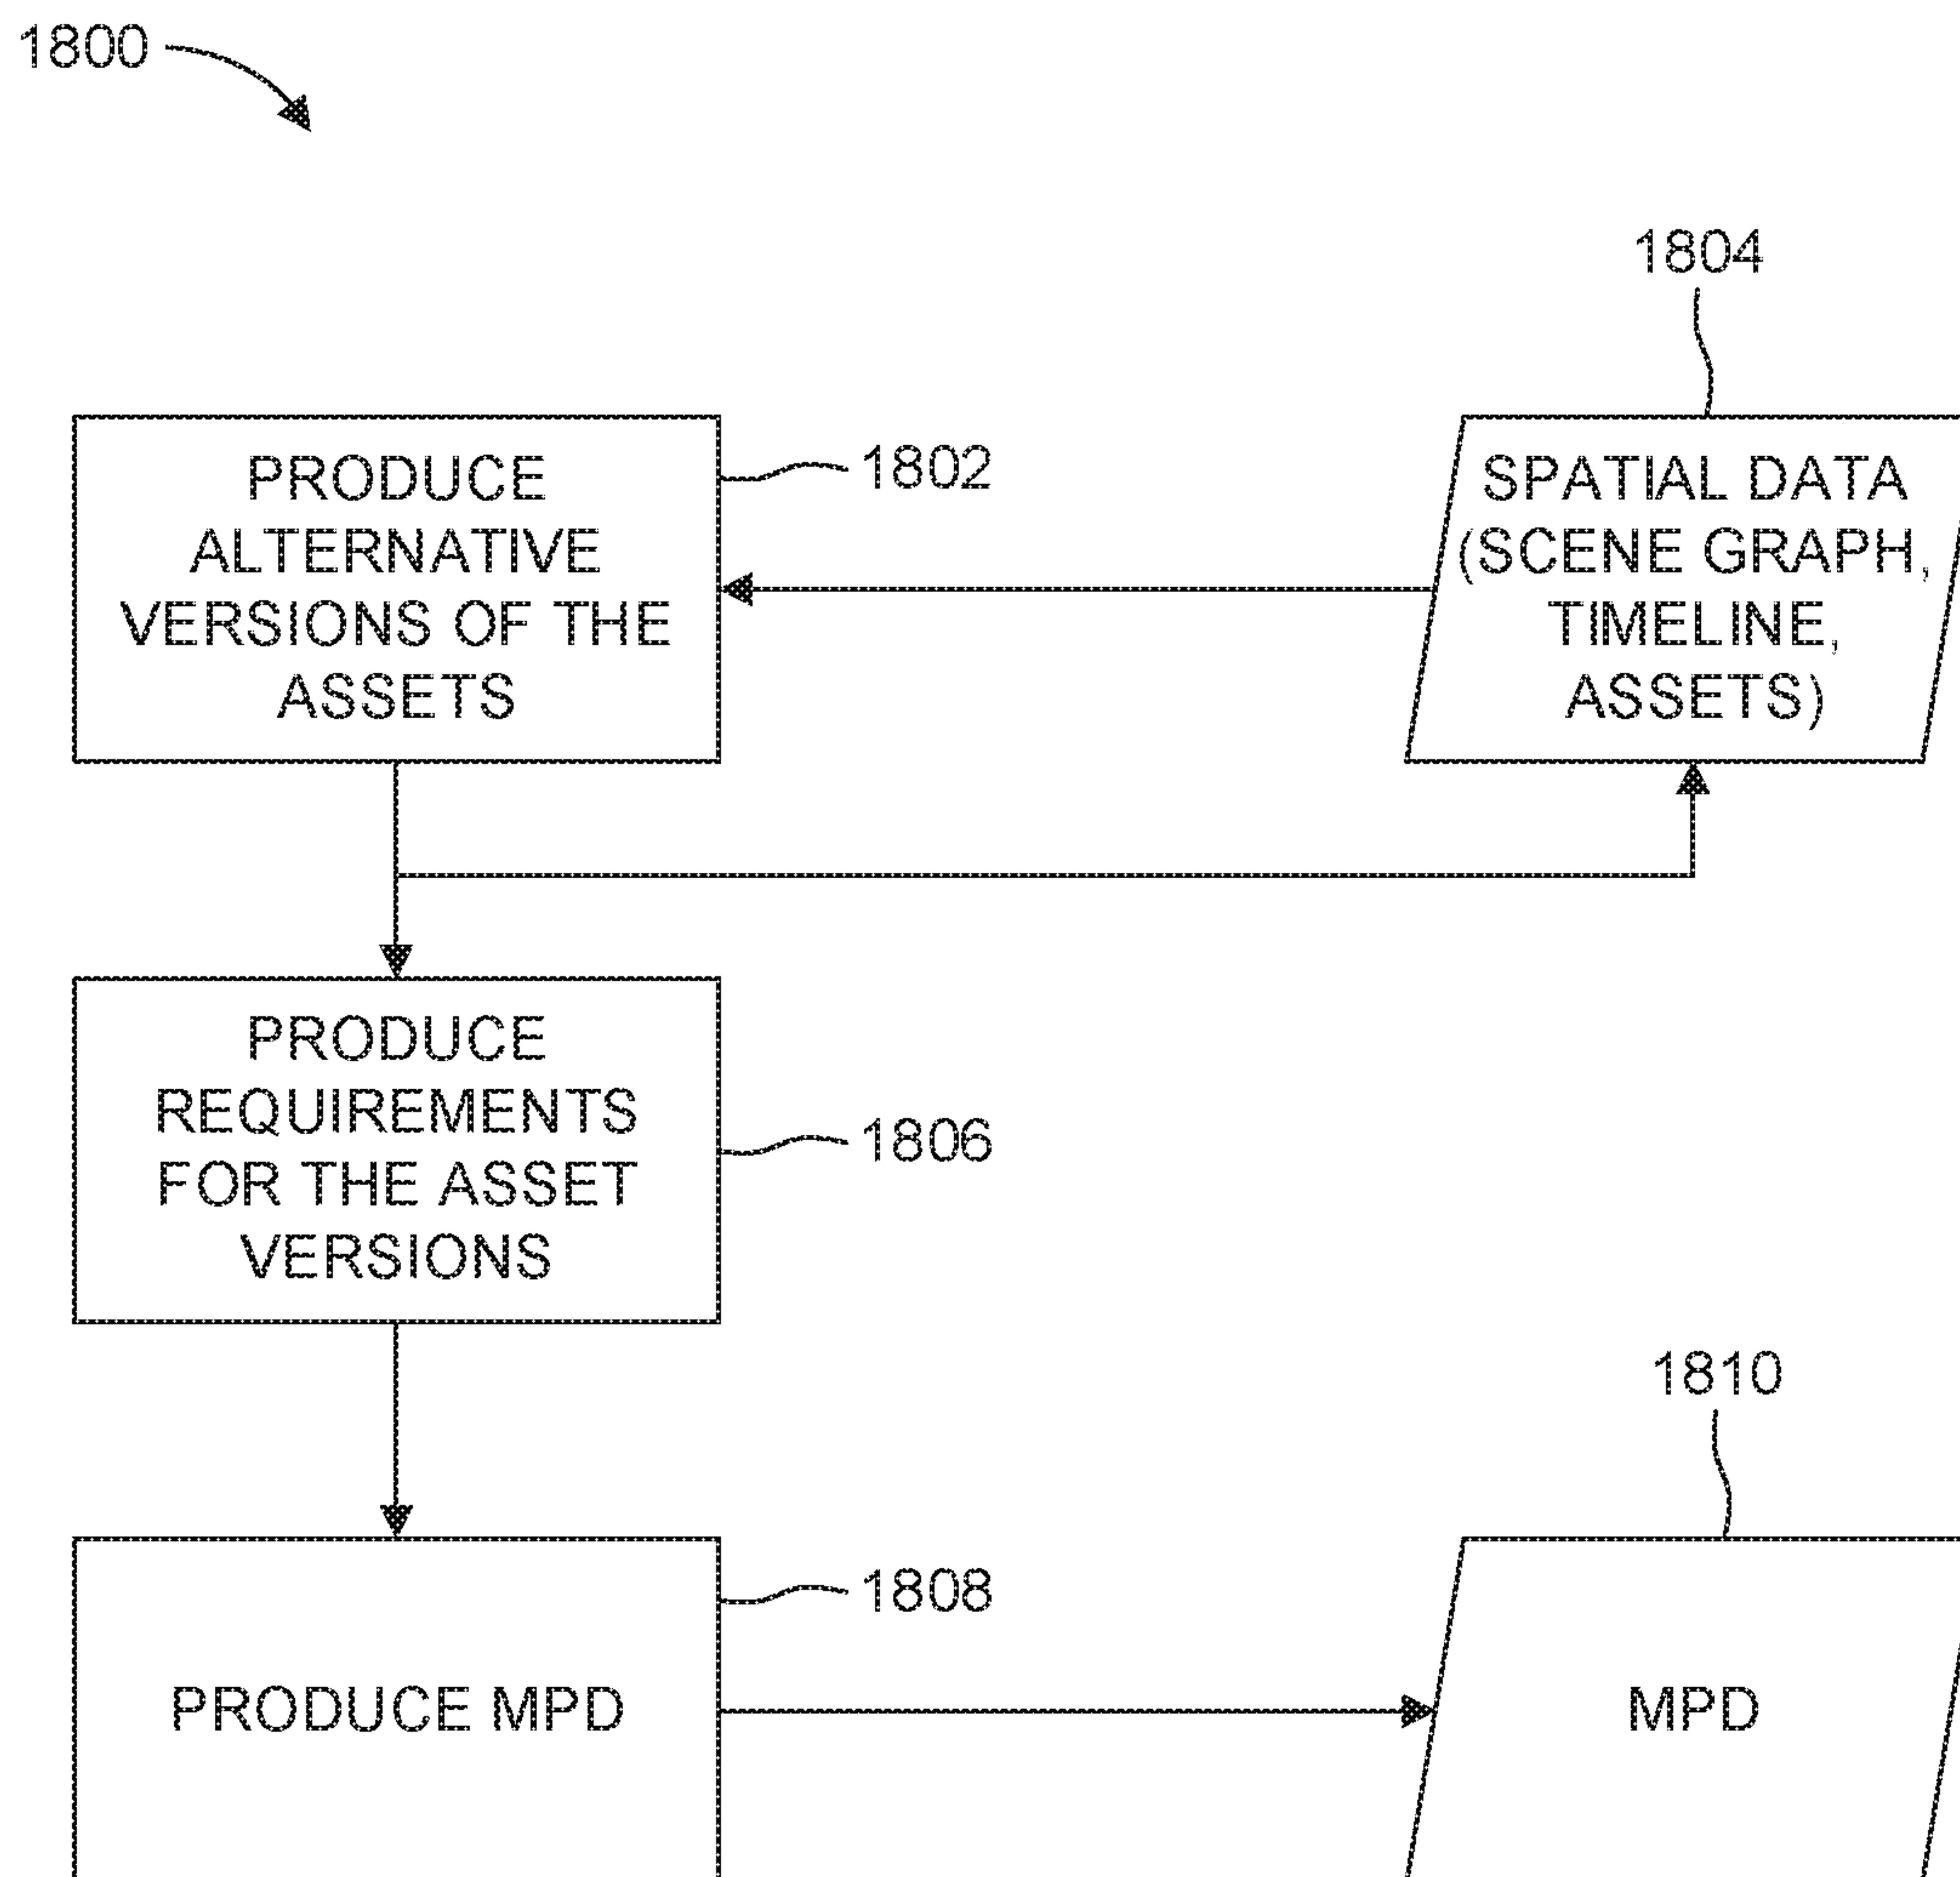 1800
1804
PRODUCE
ALTERNATIVE
VERSIONS OF THE
ASSETS
1802
SPATIAL DATA
(SCENE GRAPH,
TIMELINE,
ASSETS)
PRODUCE
REQUIREMENTS
FOR THE ASSET
VERSIONS
1806
1810
1808
PRODUCE MPD
MPD